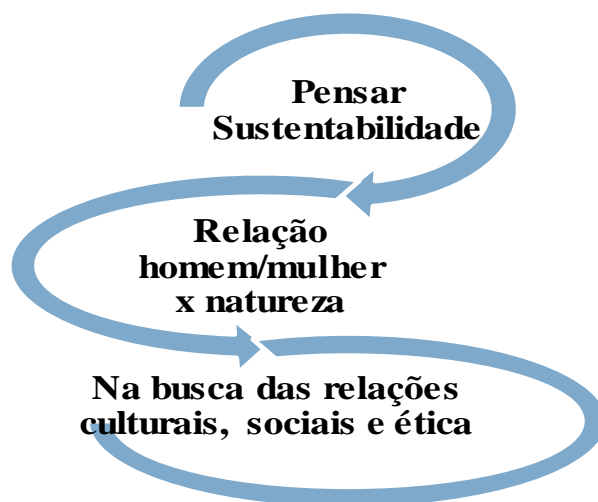 Pensar
Sustentabilidade
Relação
homem/mulher
x natureza
Na busca das relações
culturais, sociais e ética